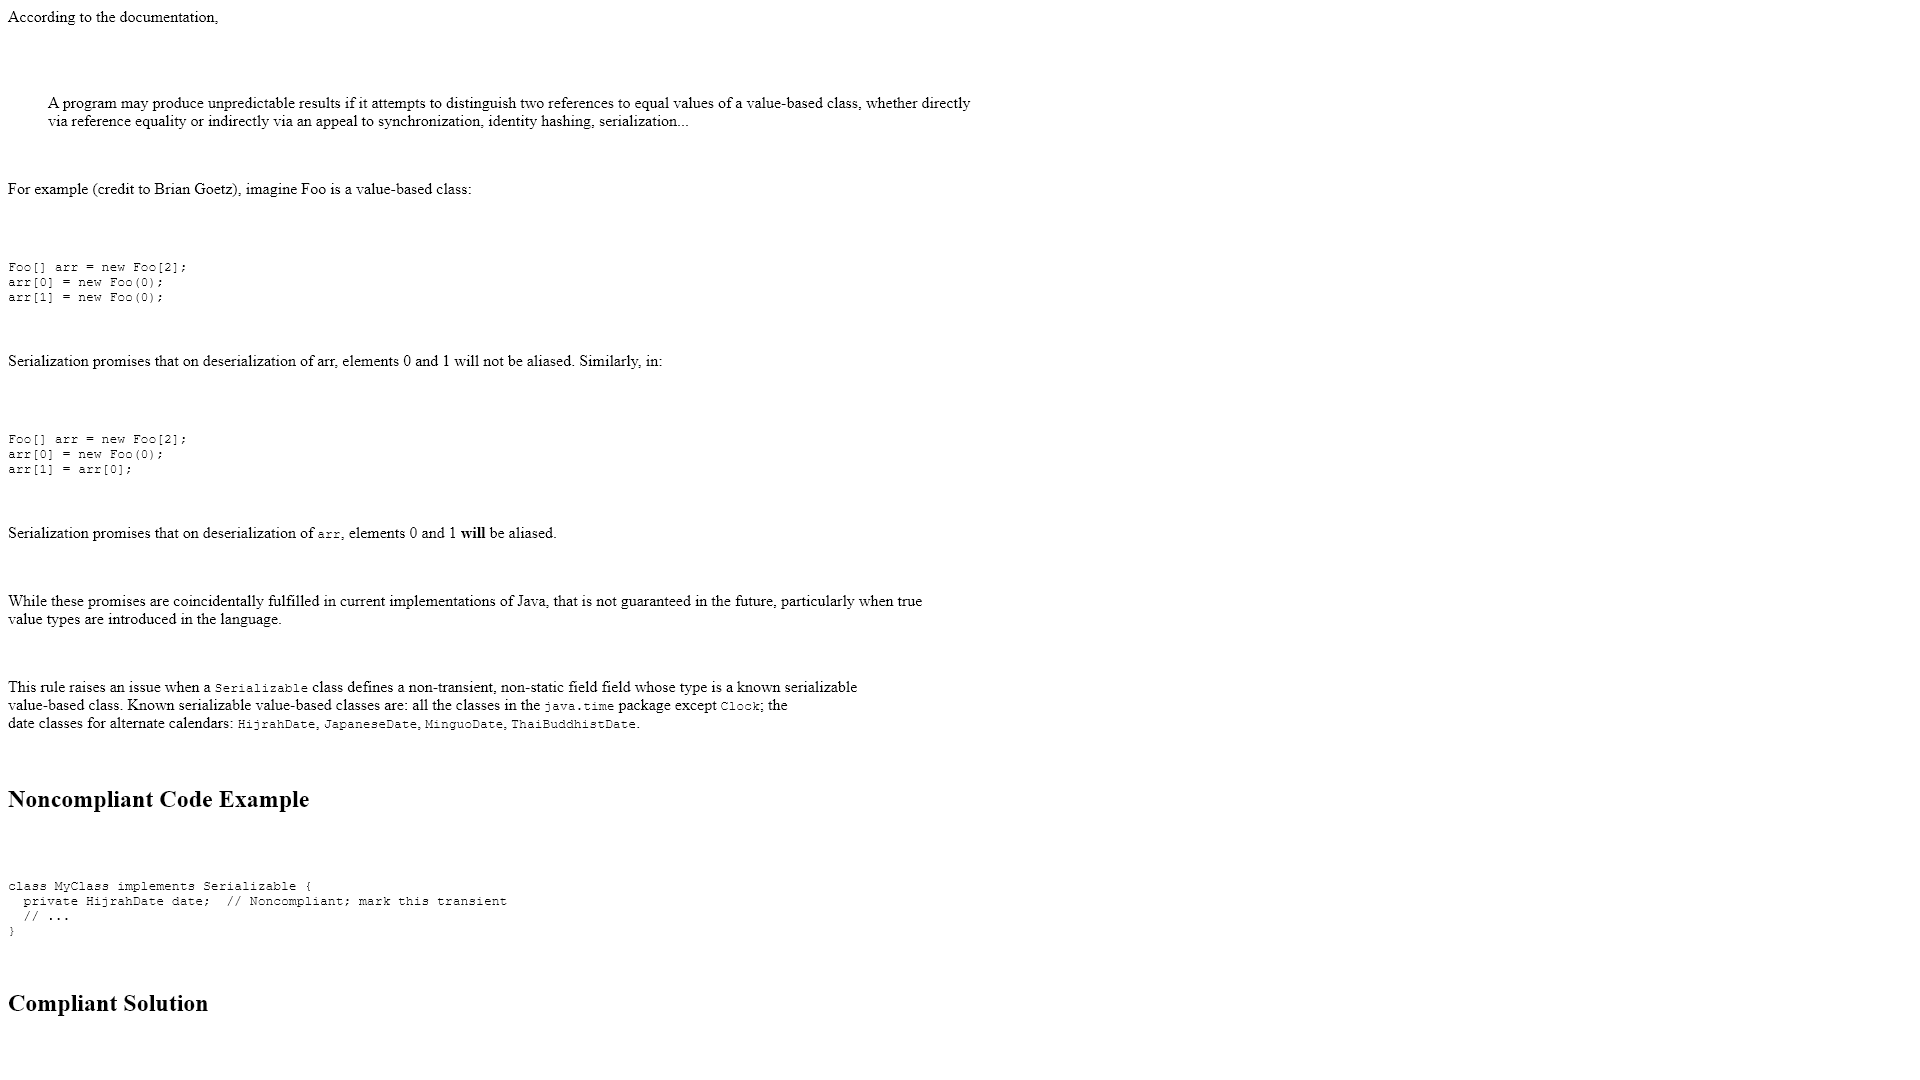 According to the documentation,
A program may produce unpredictable results if it attempts to distinguish two references to equal values of a value-based class, whether directly
via reference equality or indirectly via an appeal to synchronization, identity hashing, serialization...
For example (credit to Brian Goetz), imagine Foo is a value-based class:
Foo[] arr = new Foo[2];
arr[0] = new Foo(0);
arr[1] = new Foo(0);
Serialization promises that on deserialization of arr, elements 0 and 1 will not be aliased. Similarly, in:
Foo[] arr = new Foo[2];
arr[0] = new Foo(0);
arr[1] = arr[0];
Serialization promises that on deserialization of arr, elements 0 and 1 will be aliased.
While these promises are coincidentally fulfilled in current implementations of Java, that is not guaranteed in the future, particularly when true
value types are introduced in the language.
This rule raises an issue when a Serializable class defines a non-transient, non-static field field whose type is a known serializable
value-based class. Known serializable value-based classes are: all the classes in the java.time package except Clock; the
date classes for alternate calendars: HijrahDate, JapaneseDate, MinguoDate, ThaiBuddhistDate.
Noncompliant Code Example
class MyClass implements Serializable {
  private HijrahDate date;  // Noncompliant; mark this transient
  // ...
}
Compliant Solution